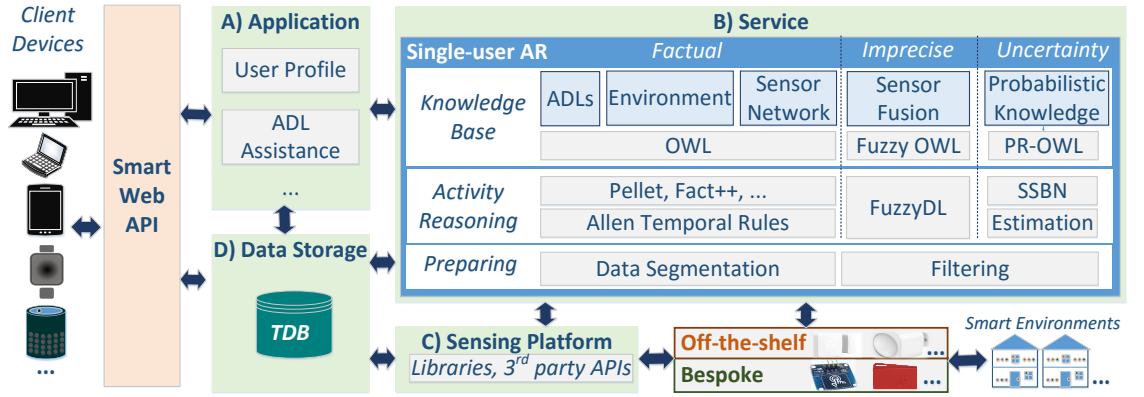 Client
Devices
...
Smart
Web
API
A) Application
User Profile
ADL
Assistance
...
D) Data Storage
TDB
B) Service
Single-user AR
Factual
Imprecise
Uncertainty
Knowledge
Base
ADLs
Environment
Sensor
Network
Sensor
Fusion
Probabilistic
Knowledge
OWL
Fuzzy OWL
PR-OWL
Activity
Reasoning
Pellet, Fact++, ...
Allen Temporal Rules
FuzzyDL
SSBN
Estimation
Preparing
Data Segmentation
Filtering
C) Sensing Platform
Libraries, 3rd party APIs
Off-the-shelf
...
Bespoke
...
Smart Environments
...